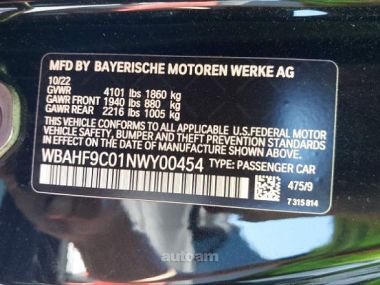 MFD BY BAYERISCHE MOTOREN WERKE AG
10/22
GVWR 4101 lbs 1860 kg
GAWR FRONT 1940 lbs 880 kg
GAWR REAR 2216 lbs 1005 kg
THIS VEHICLE CONFORMS TO ALL APPLICABLE U.S.FEDERAL MOTOR
VEHICLE SAFETY, BUMPER AND THEFT PREVENTION STANDARDS
IN EFFECT ON THE DATE OF MANUFACTURE SHOWN ABOVE.
WBAHF9C01NWY00454 TYPE: PASSENGER CAR
475/9
7 315 814
autoam